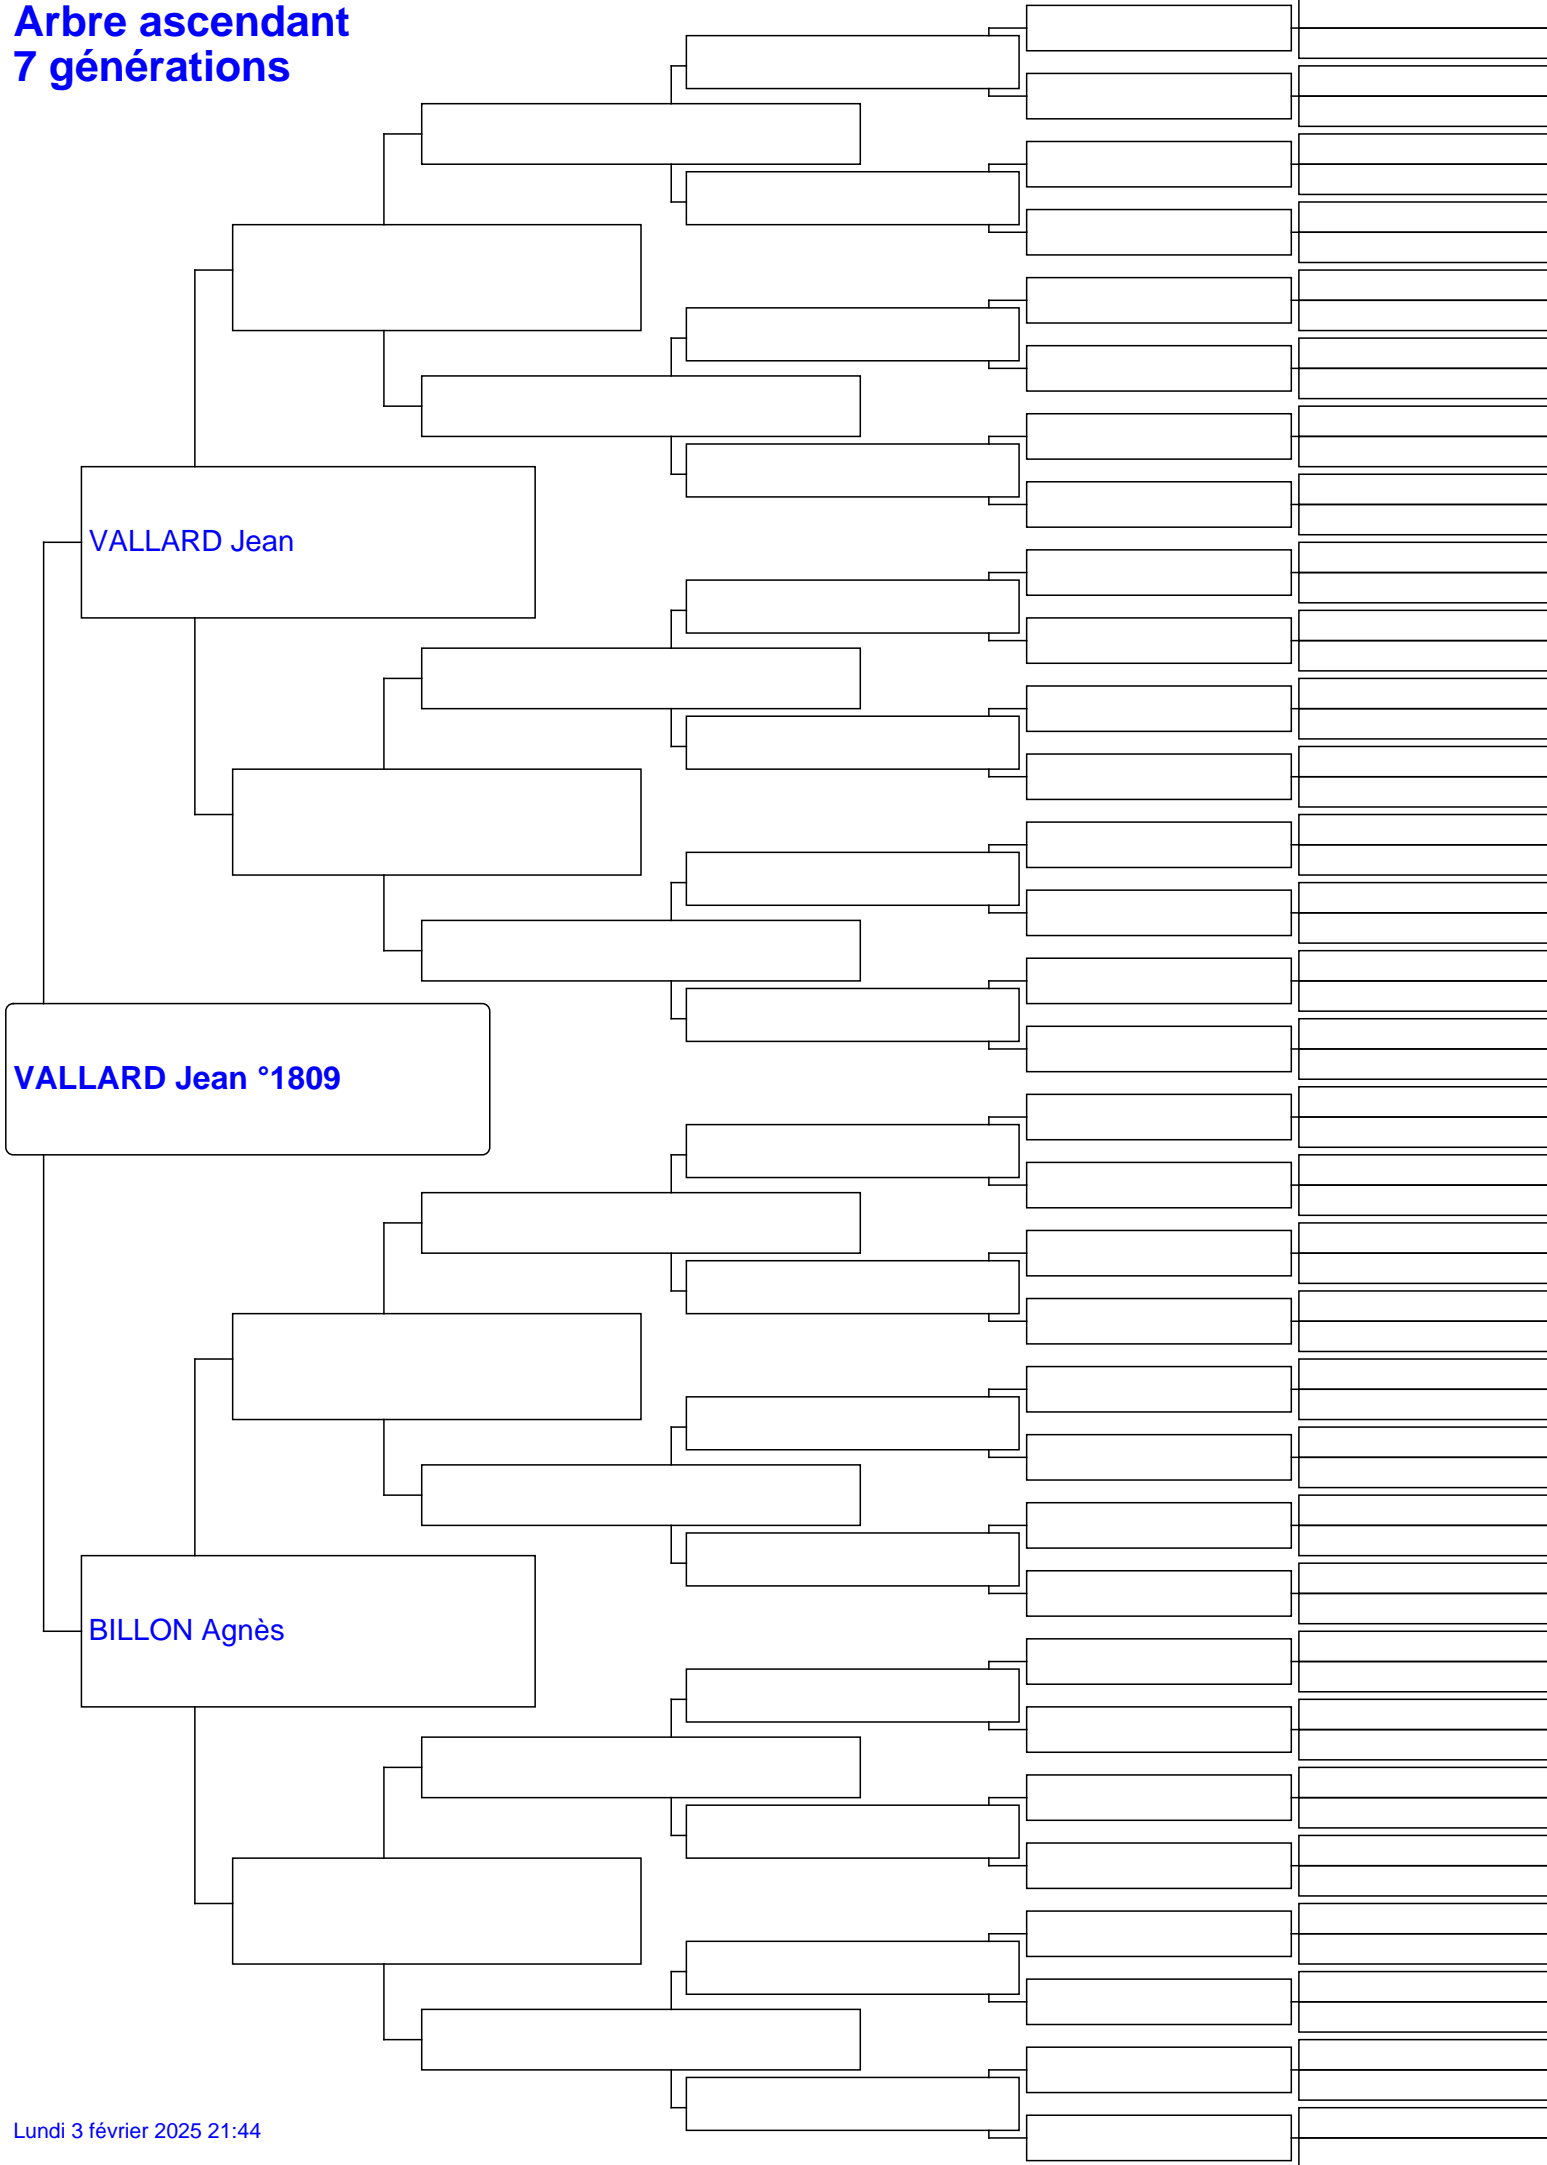 Arbre ascendant
7 générations
VALLARD Jean
VALLARD Jean °1809
BILLON Agnès
Lundi 3 février 2025 21:44